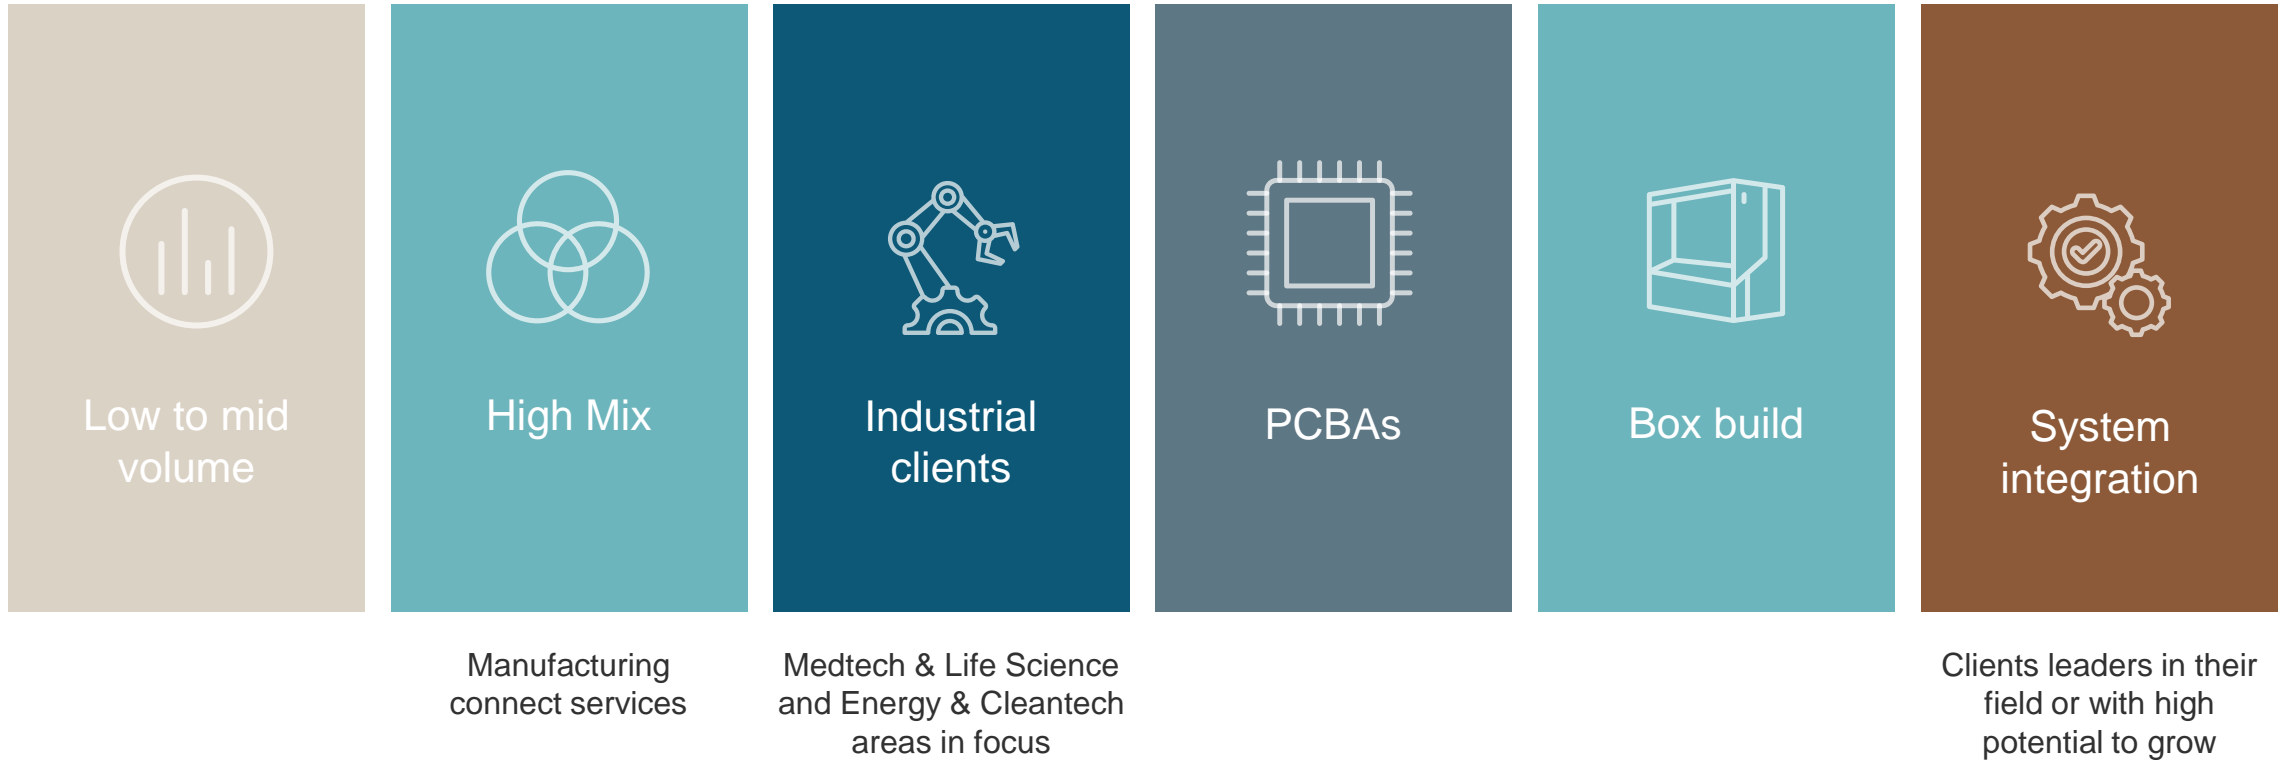 Low to mid
volume
High Mix
Industrial
clients
PCBAs
Box build
System
integration
Manufacturing
connect services
Medtech & Life Science
and Energy & Cleantech
areas in focus
Clients leaders in their
field or with high
potential to grow